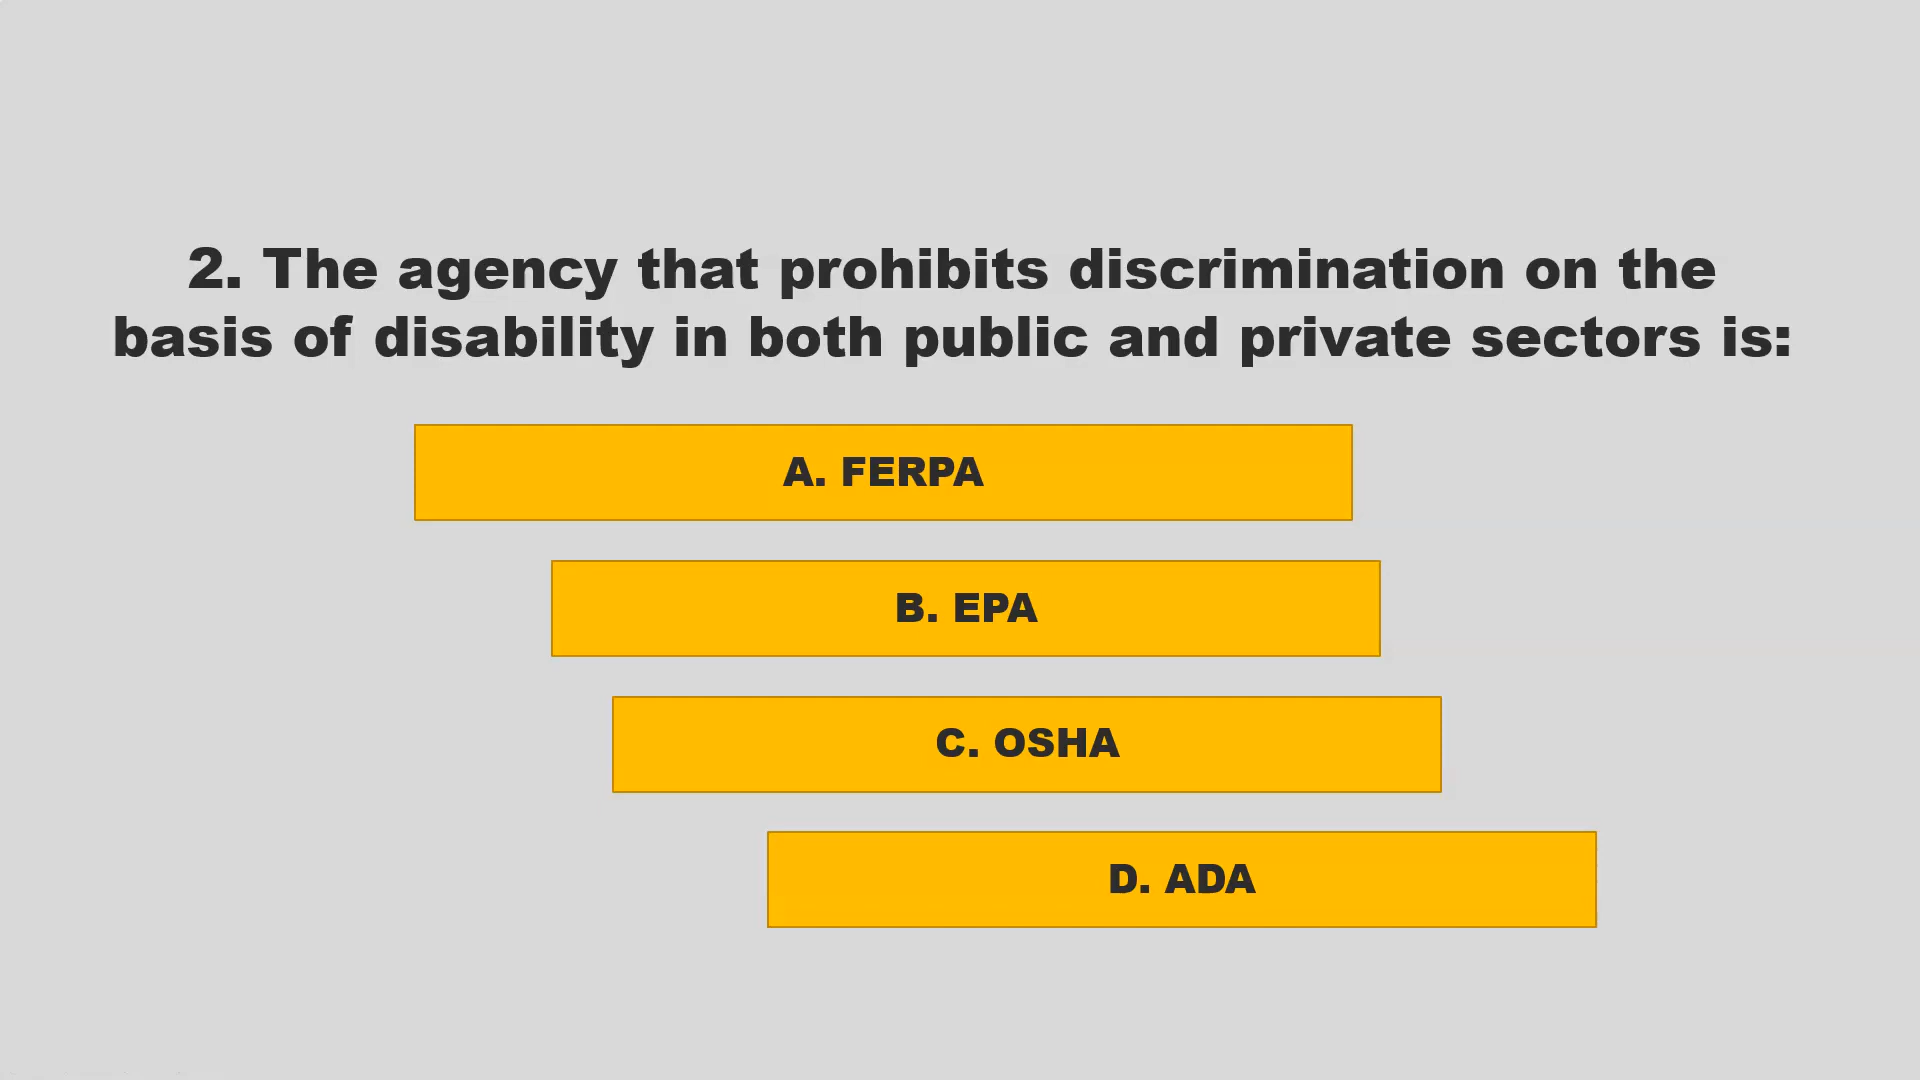 2. The agency that prohibits discrimination on the
basis of disability in both public and private sectors is:
A. FERPA
B. EPA
C. OSHA
D. ADA